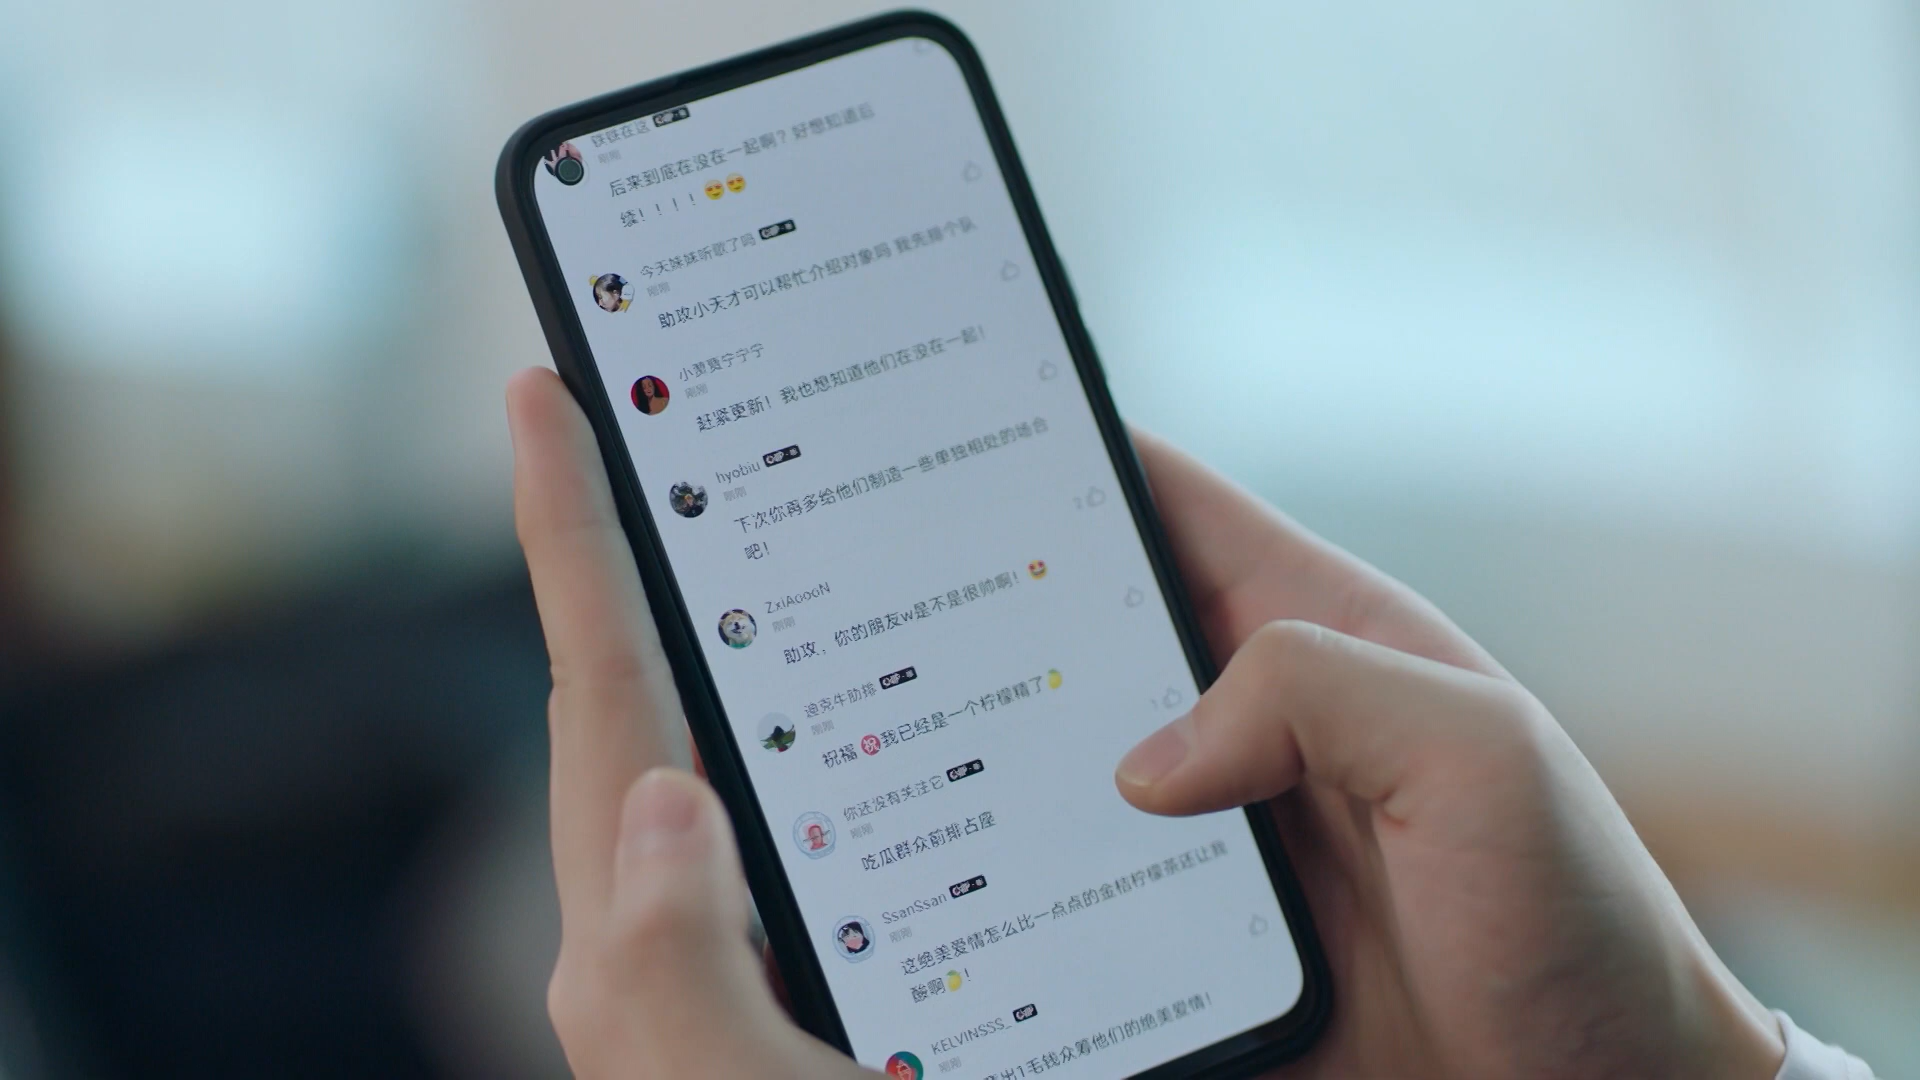 铁铁在这
刚刚
后来到底在没在一起啊？好想知道后
续！！！！😍😍
今天妹妹听歌了吗
刚刚
助攻小天才可以帮忙介绍对象吗 我先排个队
小萝贤宁宁宁
刚刚
赶紧更新！我也想知道他们在没在一起！
hyobiu
刚刚
下次你再多给他们制造一些单独相处的场合
吧！
2
ZxiAoooN
刚刚
助攻，你的朋友w是不是很帅啊！🤩
迪克牛肋排
刚刚
祝福㊗我已经是一个柠檬精了🍋
1
你还没有关注它
刚刚
吃瓜群众前排占座
SsanSsan
刚刚
这绝美爱情怎么比一点点的金桔柠檬茶还让我
酸啊🍋！
KELVINSSS_
刚刚
出1毛钱众筹他们的绝美爱情！